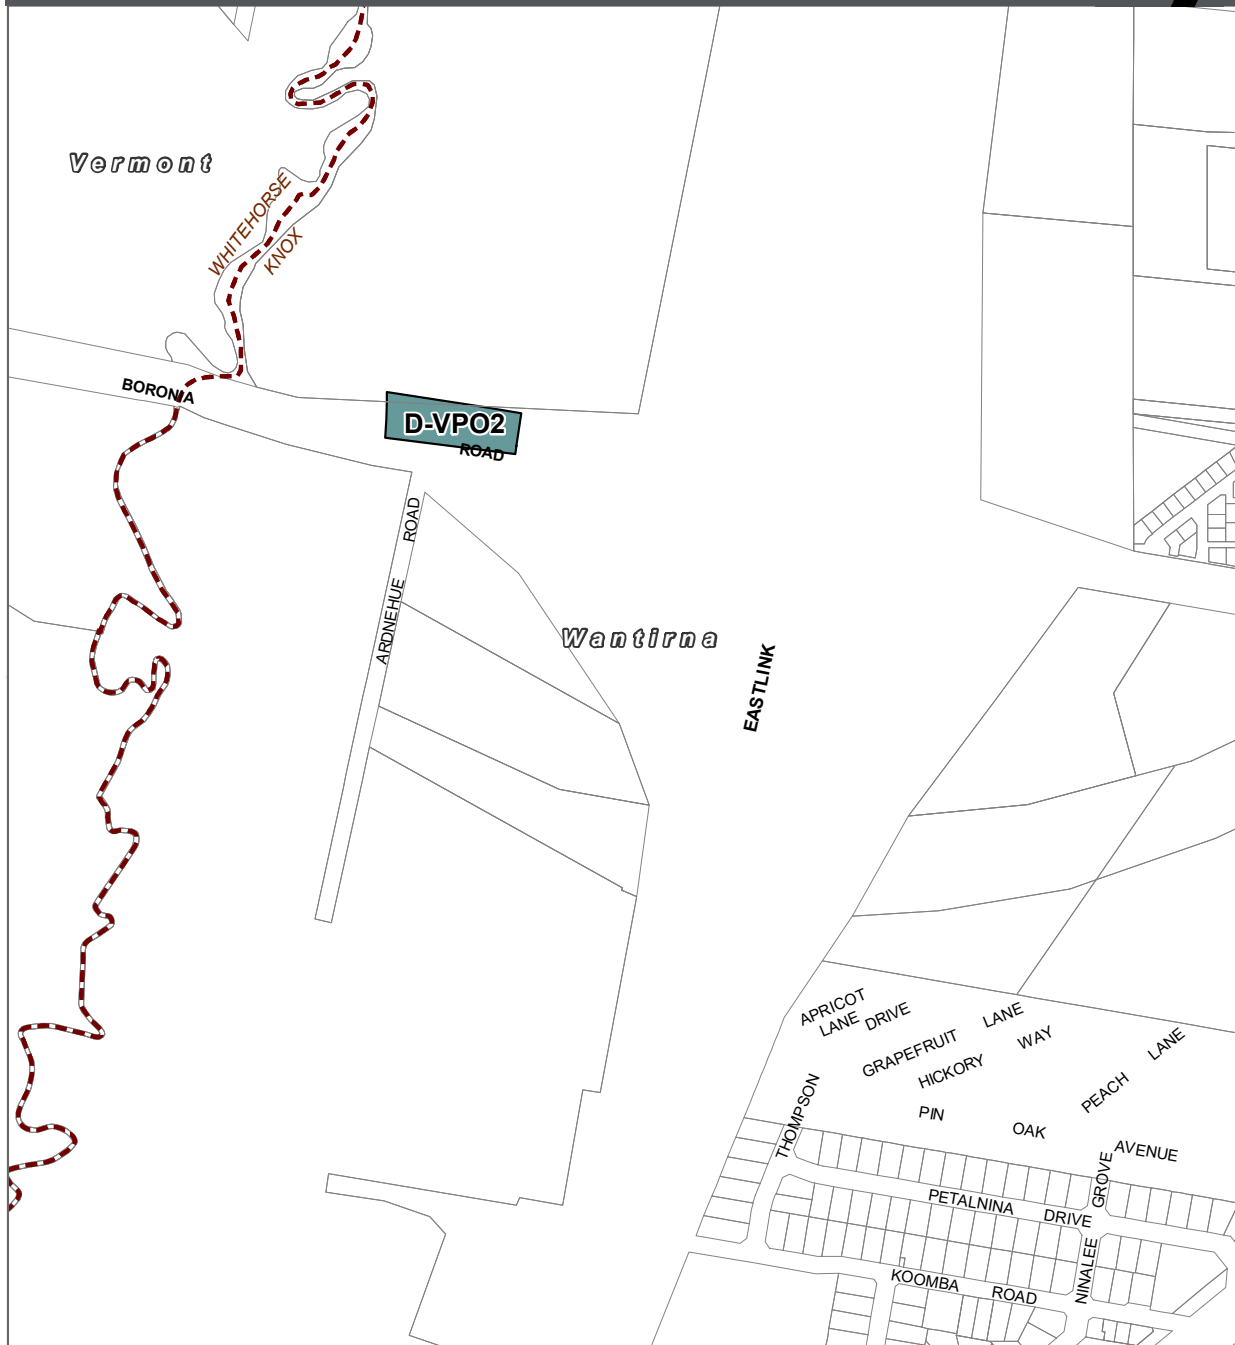 Vermont
WHITEHORSE
KNOX
BORONIA
D-VPO2
ROAD
ROAD
ARDNEHUE
Wantirna
EASTLINK
APRICOT
LANE
DRIVE
LANE
GRAPEFRUIT
WAY
HICKORY
LANE
PEACH
THOMPSON
PIN
OAK
AVENUE
GROVE
PETALNINA
DRIVE
NINALEE
KOOMBA
ROAD